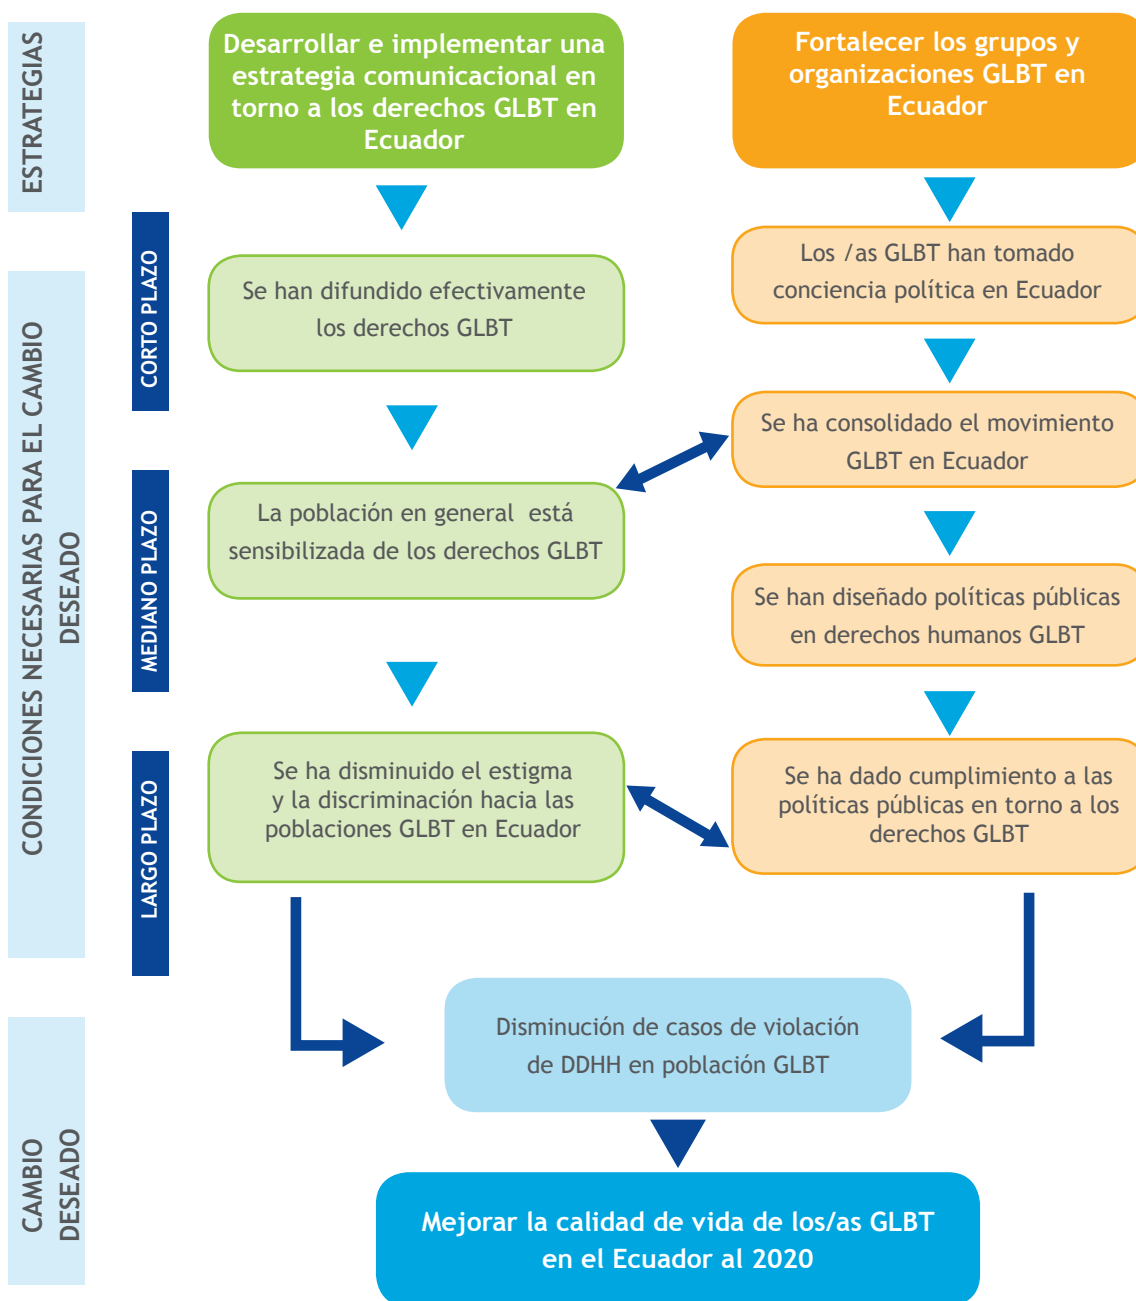 ESTRATEGIAS
Desarrollar e implementar una
estrategia comunicacional en
torno a los derechos GLBT en
Ecuador
Fortalecer los grupos y
organizaciones GLBT en
Ecuador
CONDICIONES NECESARIAS PARA EL CAMBIO
DESEADO
CORTO PLAZO
Se han difundido efectivamente
los derechos GLBT
Los /as GLBT han tomado
conciencia política en Ecuador
Se ha consolidado el movimiento
GLBT en Ecuador
MEDIANO PLAZO
La población en general está
sensibilizada de los derechos GLBT
Se han diseñado políticas públicas
en derechos humanos GLBT
LARGO PLAZO
Se ha disminuido el estigma
y la discriminación hacia las
poblaciones GLBT en Ecuador
Se ha dado cumplimiento a las
políticas públicas en torno a los
derechos GLBT
CAMBIO
DESEADO
Disminución de casos de violación
de DDHH en población GLBT
Mejorar la calidad de vida de los/as GLBT
en el Ecuador al 2020